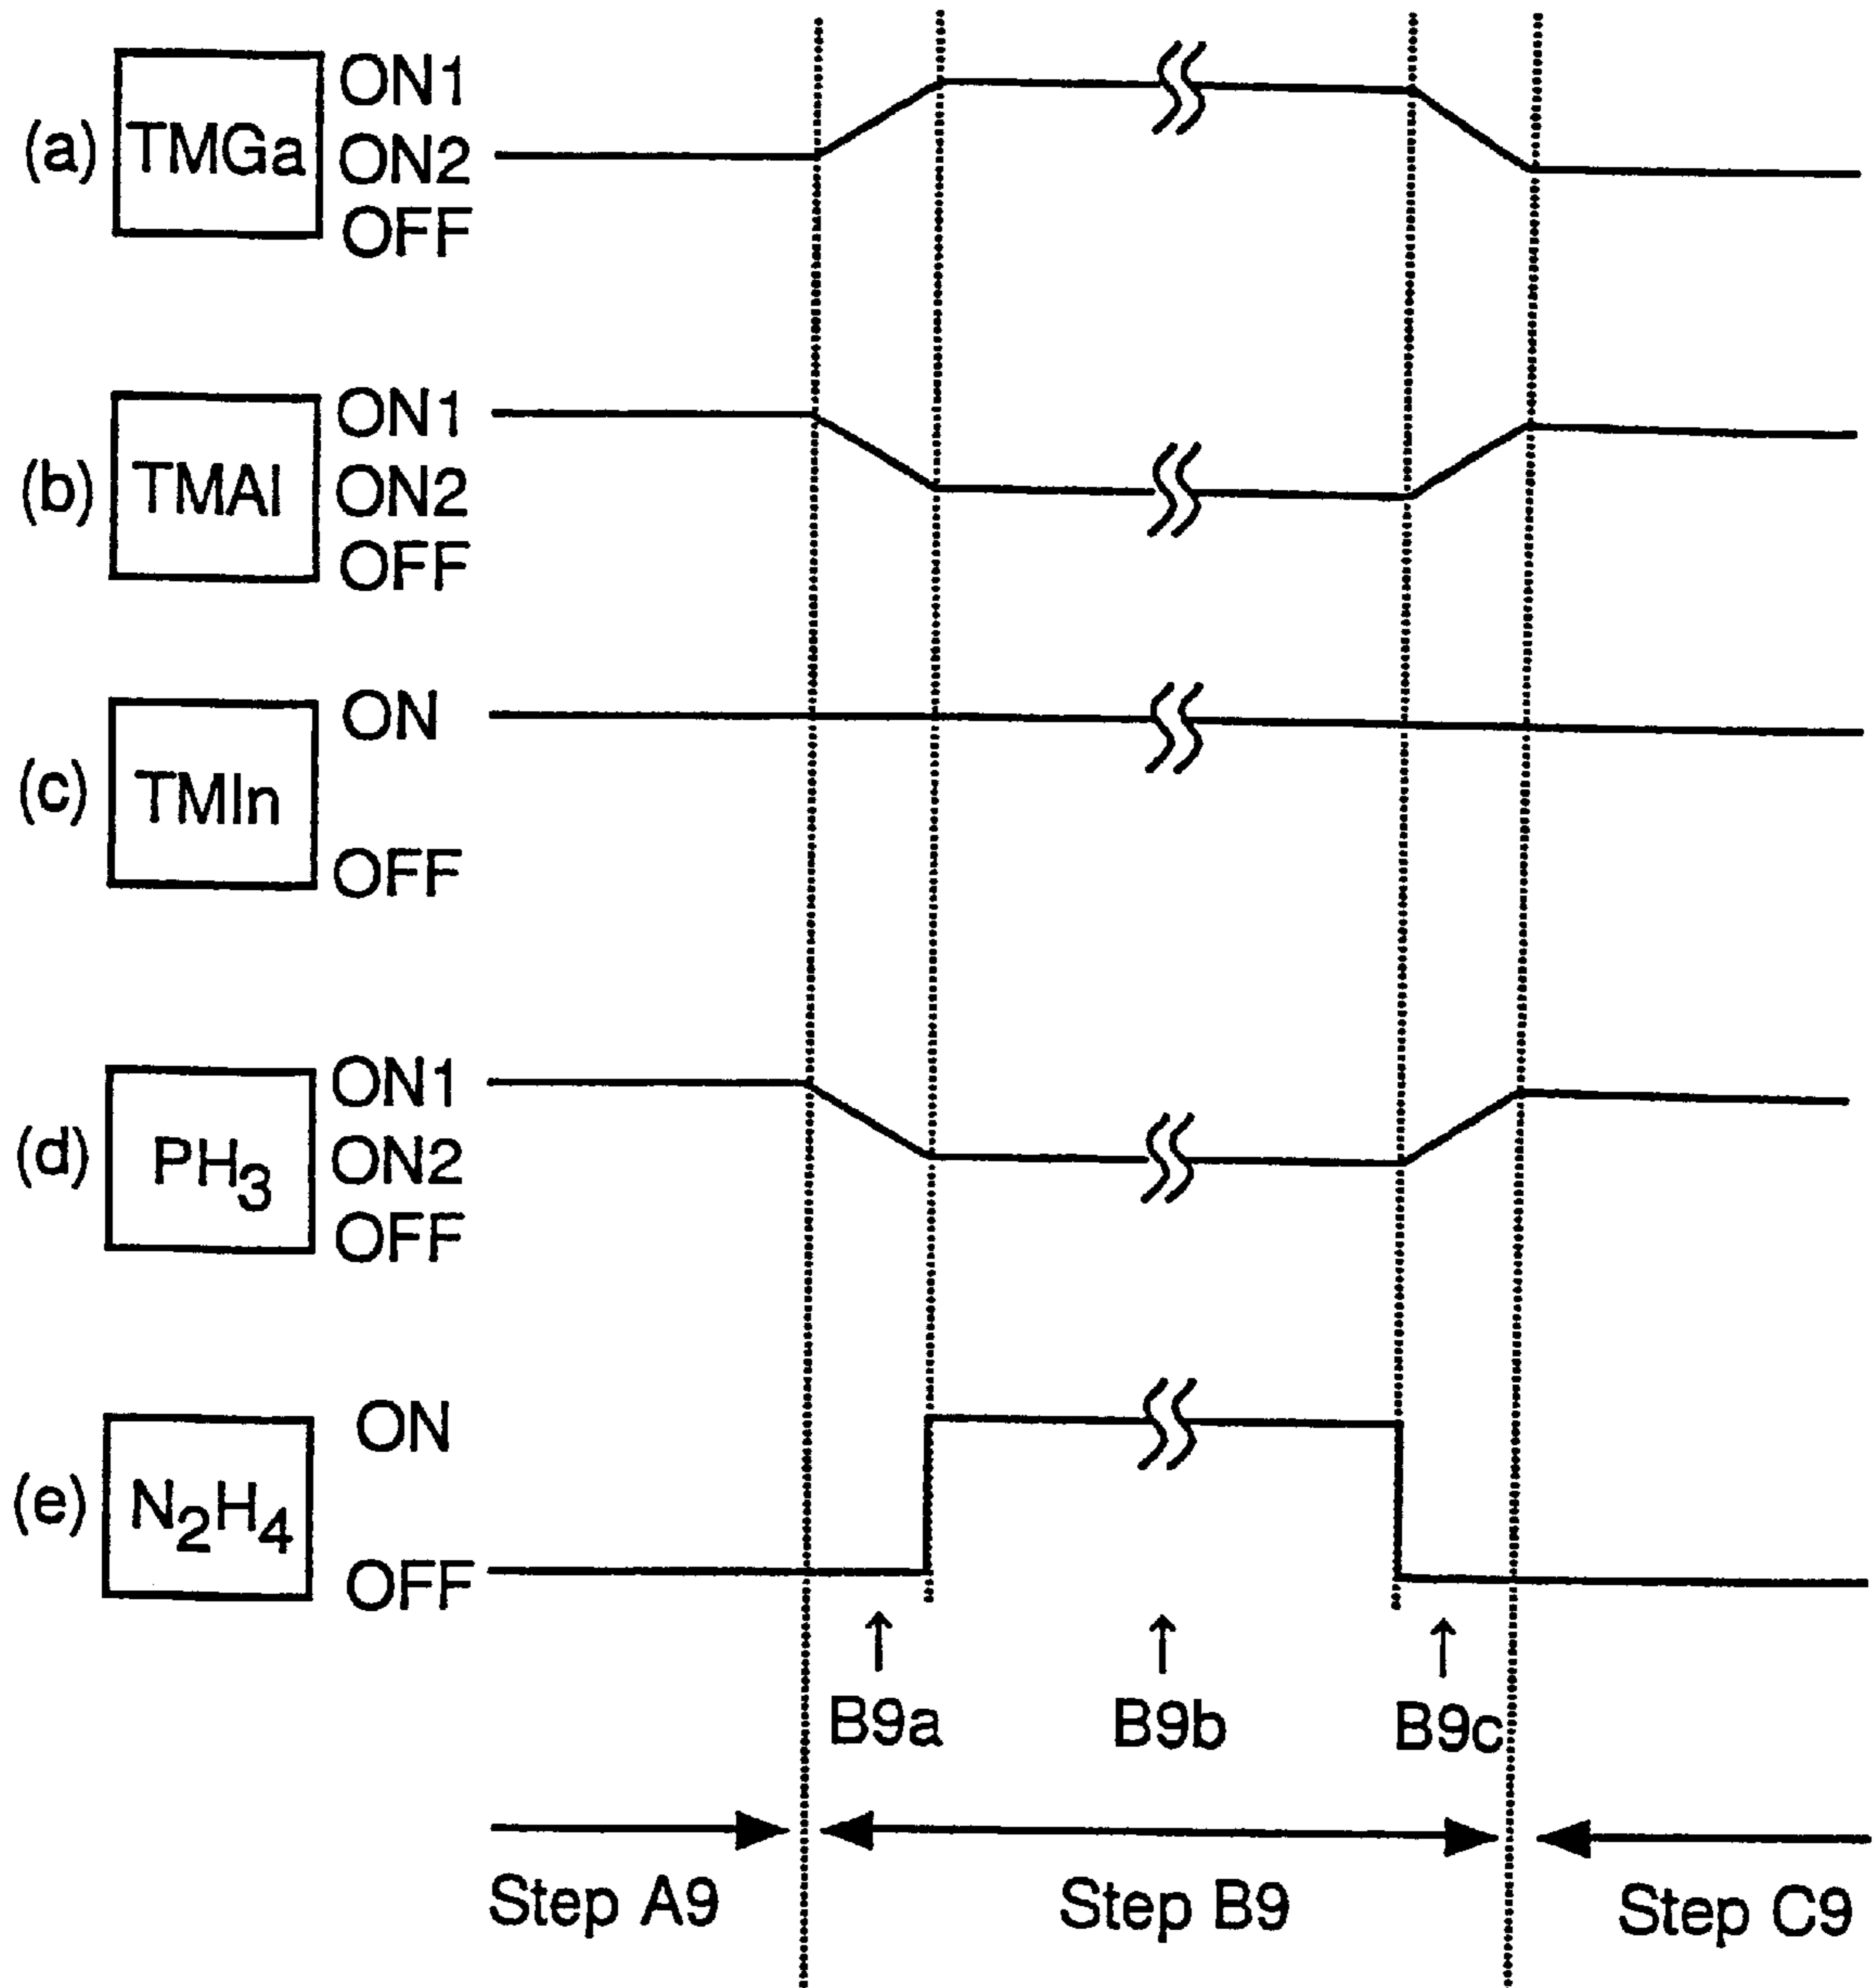 (a) TMGa ON1
ON2
OFF
(b) TMAl ON1
ON2
OFF
(c) TMIn ON
OFF
(d) PH3 ON1
ON2
OFF
(e) N2H4 ON
OFF
B9a B9b B9c
Step A9 Step B9 Step C9